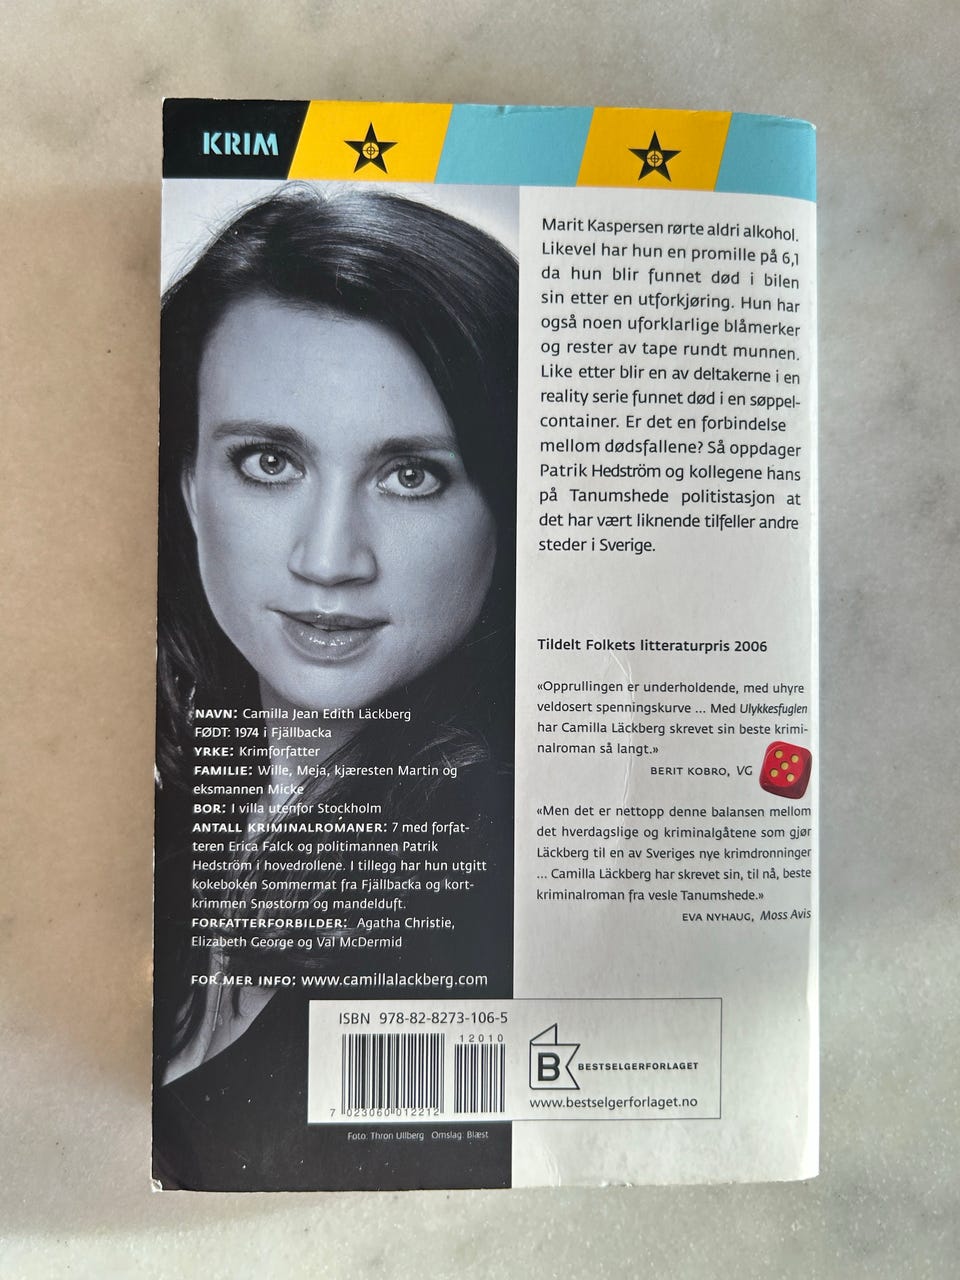 KRIM
Marit Kaspersen rørte aldri alkohol.
Likevel har hun en promille på 6,1
da hun blir funnet død i bilen
sin etter en utforkjøring. Hun har
også noen uforklarlige blåmerker
og rester av tape rundt munnen.
Like etter blir en av deltakerne i en
reality serie funnet død i en søppel-
container. Er det en forbindelse
mellom dødsfallene? Så oppdager
Patrik Hedström og kollegene hans
på Tanumshede politistasjon at
det har vært liknende tilfeller andre
steder i Sverige.
Tildelt Folkets litteraturpris 2006
«Opprullingen er underholdende, med uhyre
veldosert spenningskurve ... Med Ulykkesfuglen
har Camilla Läckberg skrevet sin beste krimi-
nalroman så langt.»
BERIT KOBRO, VG
«Men det er nettopp denne balansen mellom
det hverdagslige og kriminalgåtene som gjør
Läckberg til en av Sveriges nye krimdronninger
... Camilla Läckberg har skrevet sin, til nå, beste
kriminalroman fra vesle Tanumshede.»
EVA NYHAUG, Moss Avis
NAVN: Camilla Jean Edith Läckberg
FØDT: 1974 i Fjällbacka
YRKE: Krimforfatter
FAMILIE: Wille, Meja, kjæresten Martin og
eksmannen Micke
BOR: I villa utenfor Stockholm
ANTALL KRIMINALROMANER: 7 med forfat-
teren Erica Falck og politimannen Patrik
Hedström i hovedrollene. I tillegg har hun utgitt
kokeboken Sommermat fra Fjällbacka og kort-
krimmen Snøstorm og mandelduft.
FORFATTERFORBILDER: Agatha Christie,
Elizabeth George og Val McDermid
FOR MER INFO: www.camillalackberg.com
ISBN 978-82-8273-106-5
12010
7 023060 012212
B BESTSELGERFORLAGET
www.bestselgerforlaget.no
Foto: Thron Ullberg Omslag: Blæst